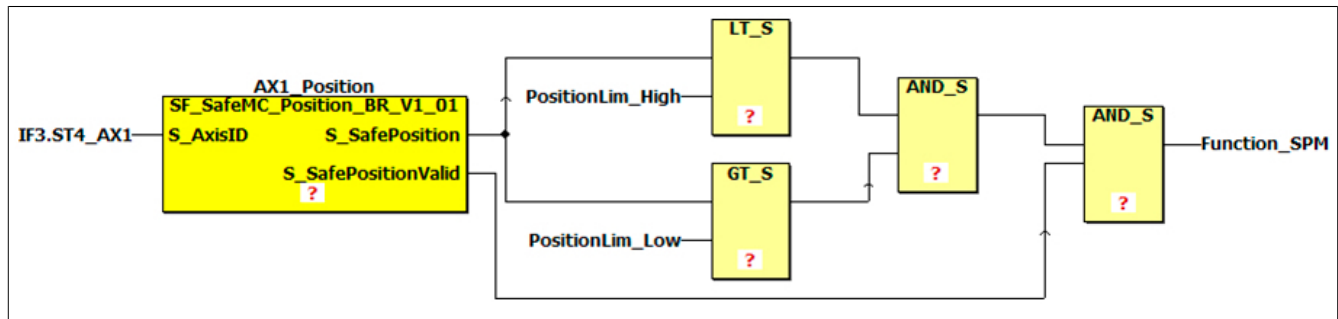 LT_S
AX1_Position
SF_SafeMC_Position_BR_V1_01
PositionLim_High
AND_S
IF3.ST4_AX1
S_AxisID
S_SafePosition
?
AND_S
Function_SPM
S_SafePositionValid
GT_S
?
?
?
PositionLim_Low
?